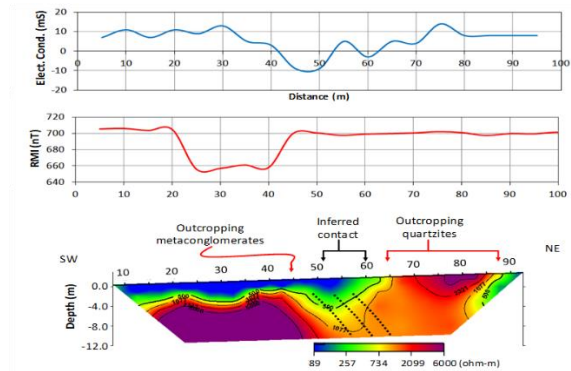 Elect. Cond. (mS)
20
10
0
-10
-20
0 10 20 30 40 50 60 70 80 90 100
Distance (m)
RMI (nT)
720
700
680
660
640
0 10 20 30 40 50 60 70 80 90 100
Outcropping metaconglomerates
Inferred contact
Outcropping quartzites
SW
NE
10 20 30 40 50 60 70 80 90
Depth (m)
0.0
-4.0
-8.0
-12.0
1077
89 257 734 2099 6000 (ohm-m)